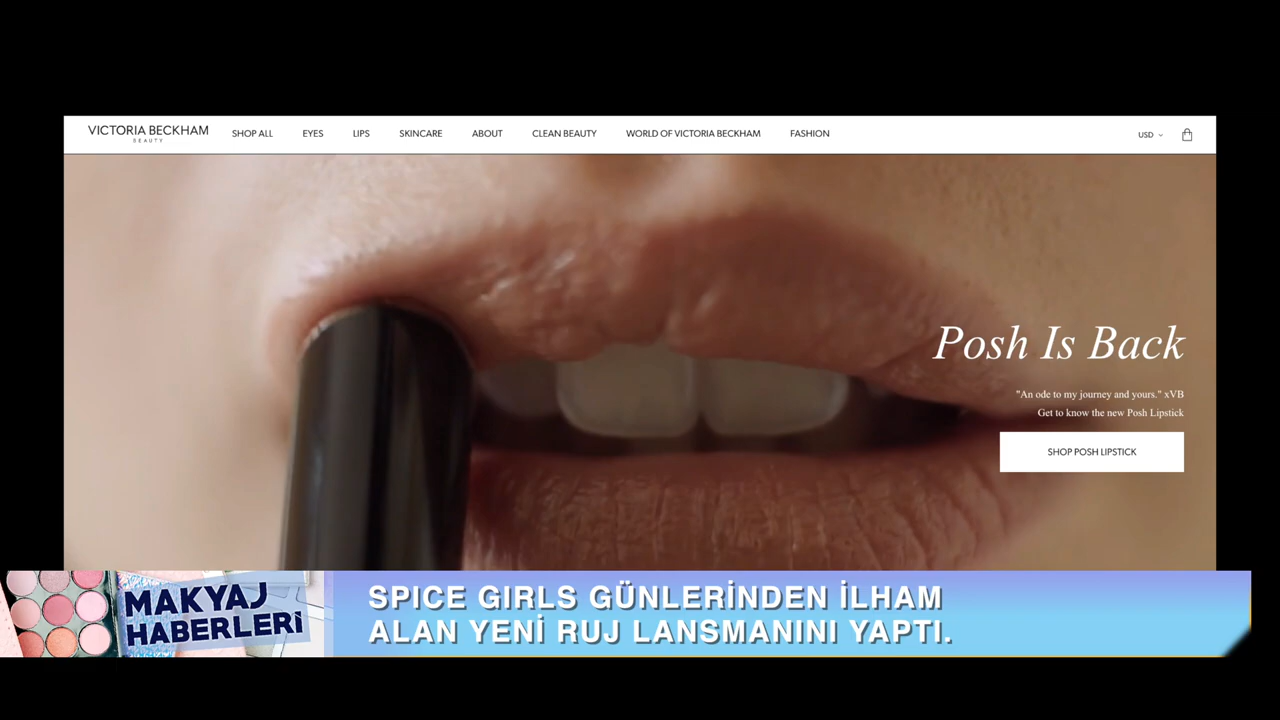 VICTORIA BECKHAM
BEAUTY
SHOP ALL EYES LIPS SKINCARE ABOUT CLEAN BEAUTY WORLD OF VICTORIA BECKHAM FASHION USD
Posh Is Back
"An ode to my journey and yours." xVB
Get to know the new Posh Lipstick
SHOP POSH LIPSTICK
MAKYAJ
HABERLERİ
SPICE GIRLS GÜNLERİNDEN İLHAM
ALAN YENİ RUJ LANSMANINI YAPTI.